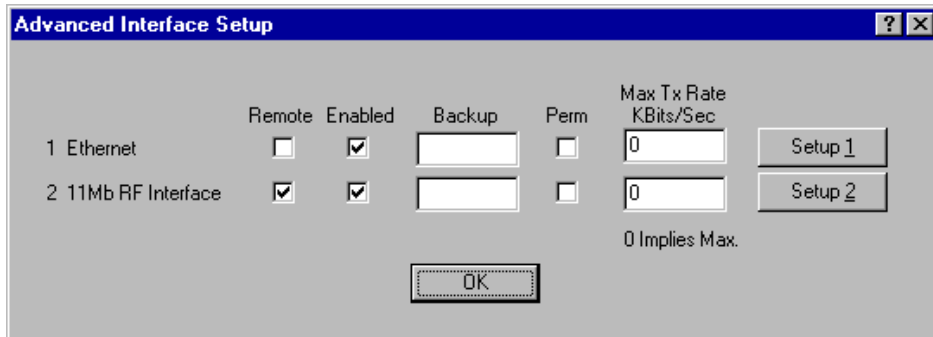 Advanced Interface Setup
Max Tx Rate
Remote Enabled Backup Perm KBits/Sec
1 Ethernet 0 Setup 1
2 11Mb RF Interface 0 Setup 2
0 Implies Max.
OK